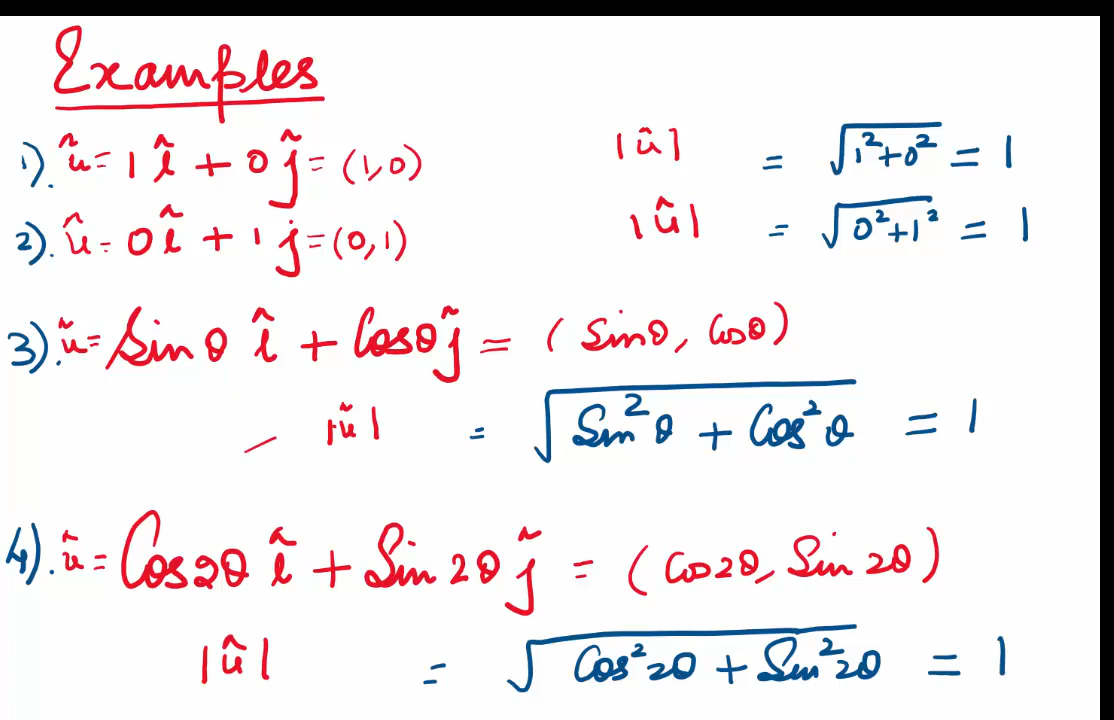 Examples
1). û = 1 î + 0 ĵ = (1,0) |û| = √(1²+0²) = 1
2). û = 0 î + 1 j = (0,1) |û| = √(0²+1²) = 1
3). û = Sin θ î + Cos θ ĵ = (Sin θ, Cos θ)
|û| = √(Sin²θ + Cos²θ) = 1
4). û = Cos 2θ î + Sin 2θ ĵ = (Cos 2θ, Sin 2θ)
|û| = √(Cos²2θ + Sin²2θ) = 1